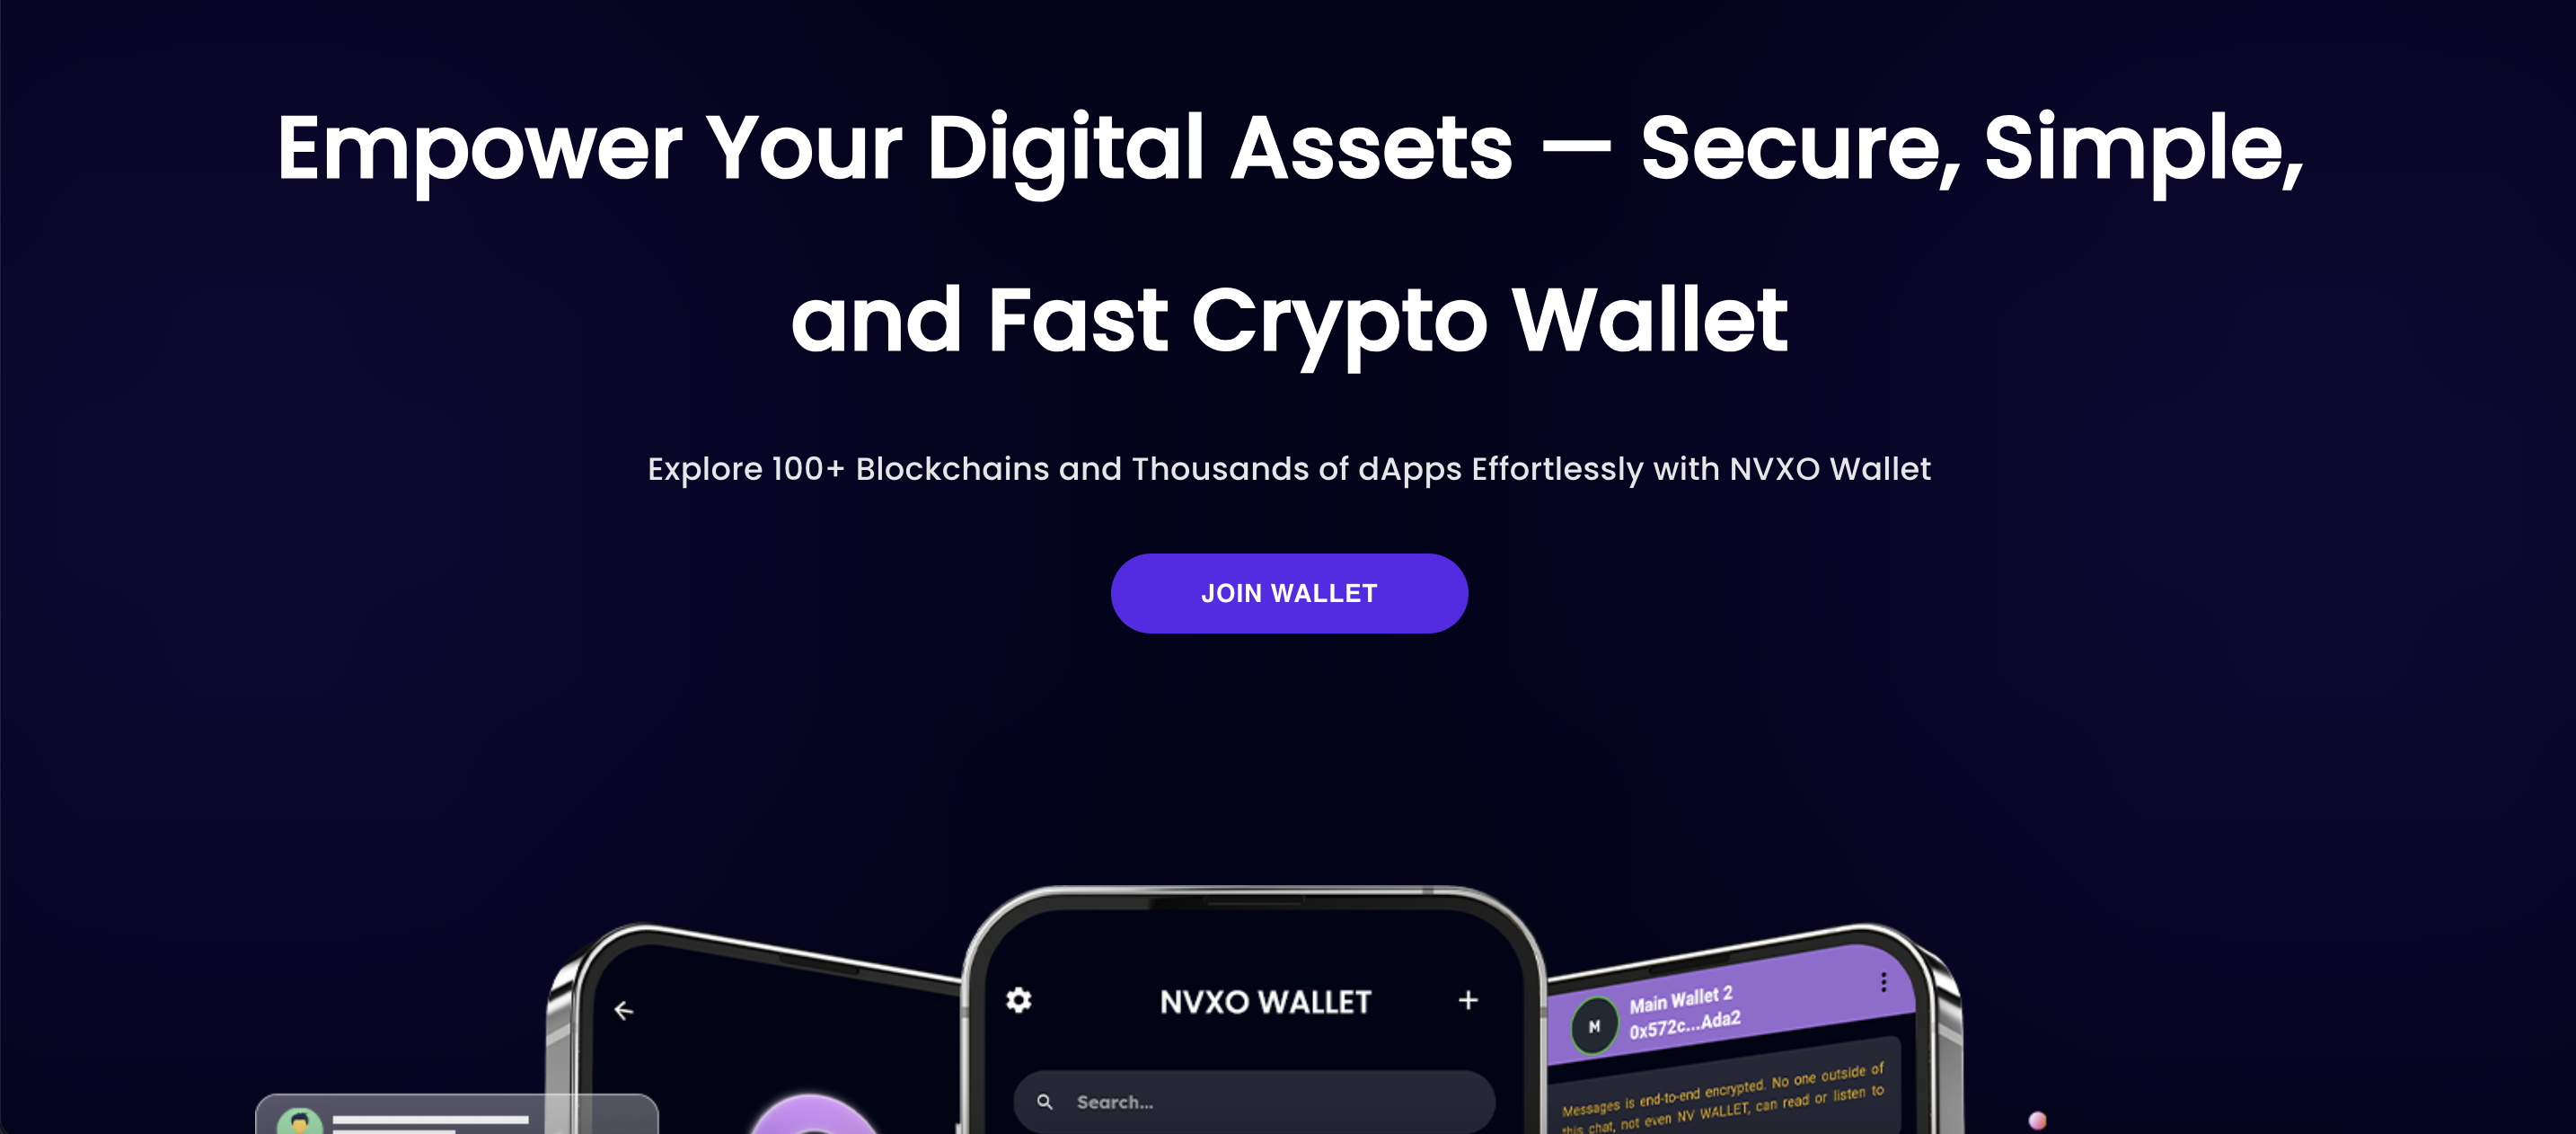 Empower Your Digital Assets — Secure, Simple,
and Fast Crypto Wallet
Explore 100+ Blockchains and Thousands of dApps Effortlessly with NVXO Wallet
JOIN WALLET
NVXO WALLET
Search...
M
Main Wallet 2
0x572c...Ada2
Messages is end-to-end encrypted. No one outside of
this chat, not even NV WALLET, can read or listen to